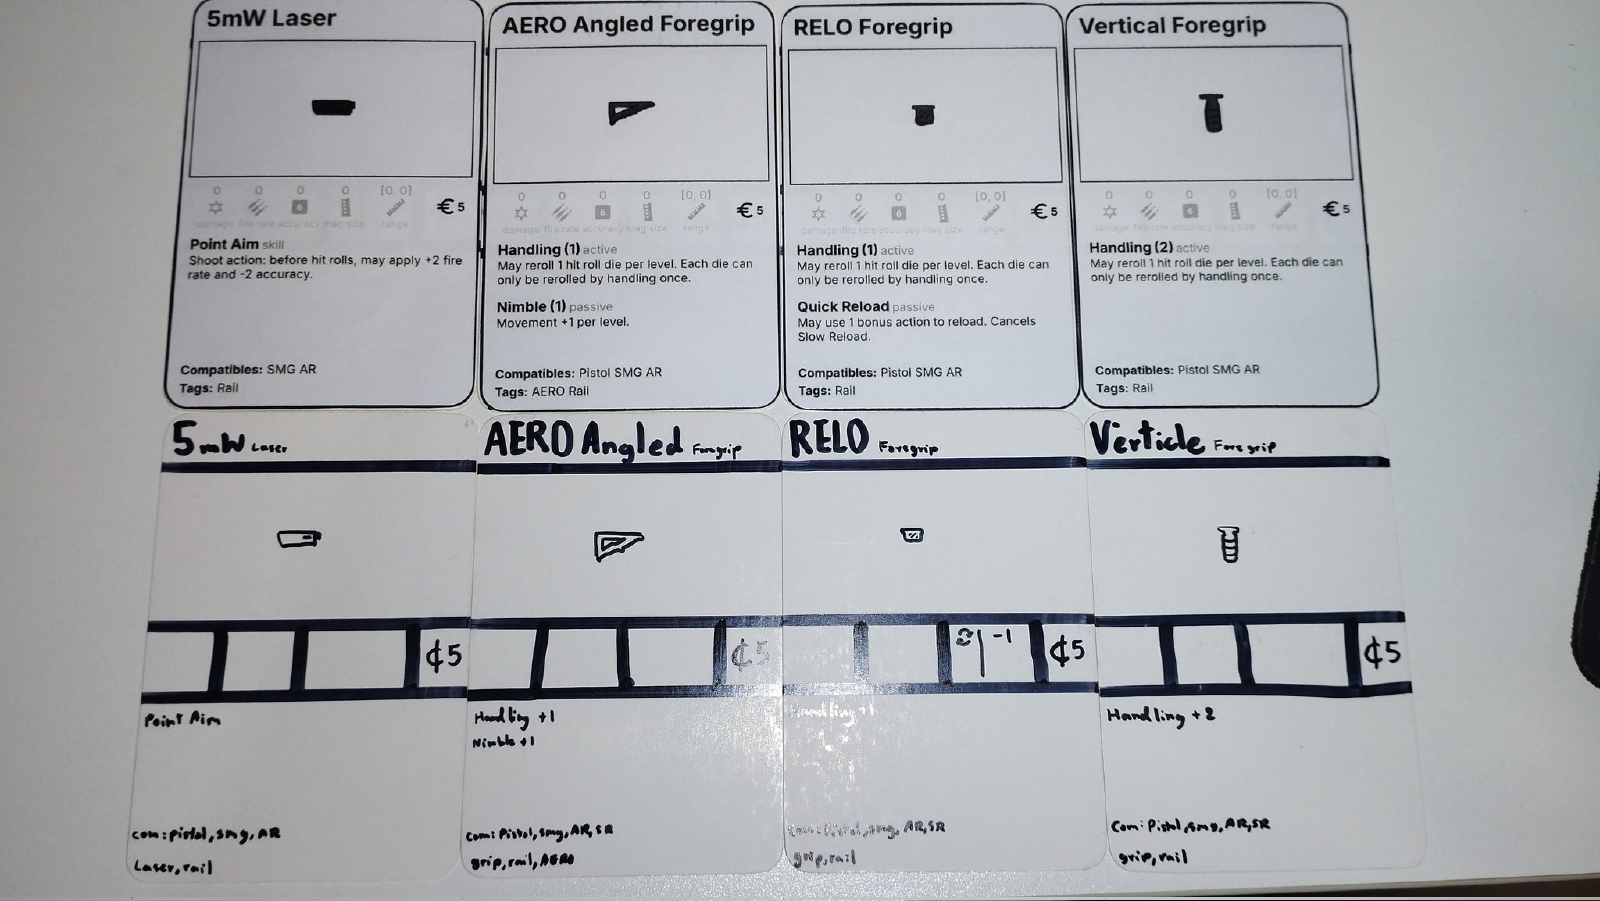 5mW Laser
0 0 0 0 [0, 0]
6
€5
damage fire rate accuracy mag size range
Point Aim skill
Shoot action: before hit rolls, may apply +2 fire
rate and -2 accuracy.
Compatibles: SMG AR
Tags: Rail
AERO Angled Foregrip
0 0 0 0 [0, 0]
6
€5
damage fire rate accuracy mag size range
Handling (1) active
May reroll 1 hit roll die per level. Each die can
only be rerolled by handling once.
Nimble (1) passive
Movement +1 per level.
Compatibles: Pistol SMG AR
Tags: AERO Rail
RELO Foregrip
0 0 0 0 [0, 0]
6
€5
damage fire rate accuracy mag size range
Handling (1) active
May reroll 1 hit roll die per level. Each die can
only be rerolled by handling once.
Quick Reload passive
May use 1 bonus action to reload. Cancels
Slow Reload.
Compatibles: Pistol SMG AR
Tags: Rail
Vertical Foregrip
0 0 0 0 [0, 0]
6
€5
damage fire rate accuracy mag size range
Handling (2) active
May reroll 1 hit roll die per level. Each die can
only be rerolled by handling once.
Compatibles: Pistol SMG AR
Tags: Rail
5mW Laser
₵5
Point Aim
com: pistol, smg, AR
Laser, rail
AERO Angled Foregrip
₵5
Handling +1
Nimble +1
Com: Pistol, smg, AR, SR
grip, rail, AERO
RELO Foregrip
-1
₵5
Handling +1
Com: Pistol, smg, AR, SR
grip, rail
Verticle Foregrip
₵5
Handling +2
Com: Pistol, smg, AR, SR
grip, rail